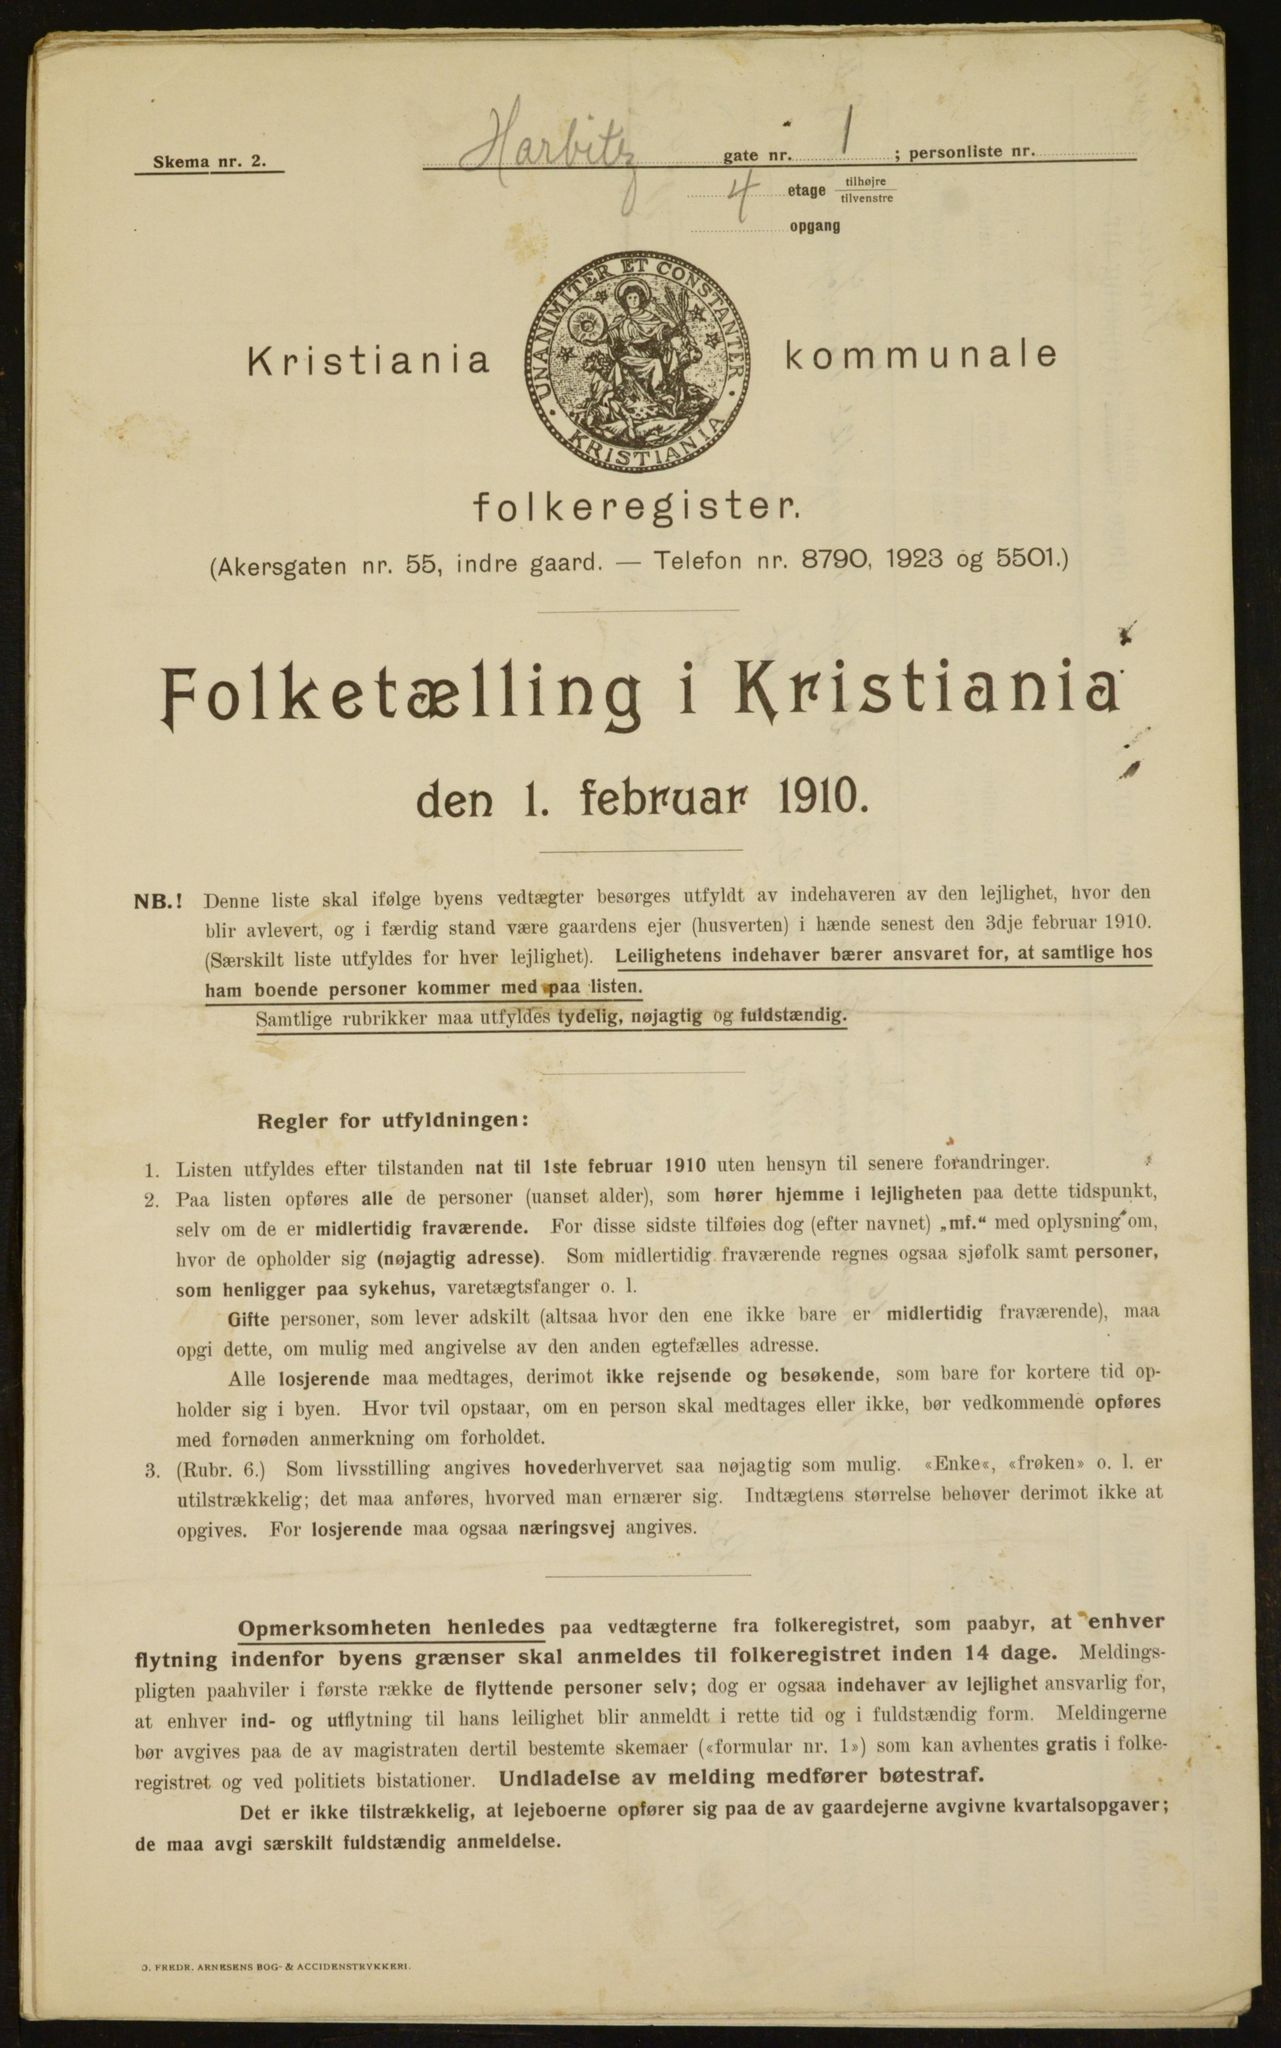 Skema nr. 2.
Harbitz gate nr. 1 ; personliste nr.
4 etage tilhøjre
tilvenstre
opgang
UNANIMITER ET CONSTANTER
KRISTIANIA
Kristiania kommunale
folkeregister.
(Akersgaten nr. 55, indre gaard. — Telefon nr. 8790, 1923 og 5501.)
Folketælling i Kristiania
den 1. februar 1910.
NB.! Denne liste skal ifølge byens vedtægter besørges utfyldt av indehaveren av den lejlighet, hvor den
blir avlevert, og i færdig stand være gaardens ejer (husverten) i hænde senest den 3dje februar 1910.
(Særskilt liste utfyldes for hver lejlighet). Leilighetens indehaver bærer ansvaret for, at samtlige hos
ham boende personer kommer med paa listen.
Samtlige rubrikker maa utfyldes tydelig, nøjagtig og fuldstændig.
Regler for utfyldningen:
1. Listen utfyldes efter tilstanden nat til 1ste februar 1910 uten hensyn til senere forandringer.
2. Paa listen opføres alle de personer (uanset alder), som hører hjemme i lejligheten paa dette tidspunkt,
selv om de er midlertidig fraværende. For disse sidste tilføies dog (efter navnet) „mf.“ med oplysning om,
hvor de opholder sig (nøjagtig adresse). Som midlertidig fraværende regnes ogsaa sjøfolk samt personer,
som henligger paa sykehus, varetægtsfanger o. l.
Gifte personer, som lever adskilt (altsaa hvor den ene ikke bare er midlertidig fraværende), maa
opgi dette, om mulig med angivelse av den anden egtefælles adresse.
Alle losjerende maa medtages, derimot ikke rejsende og besøkende, som bare for kortere tid op-
holder sig i byen. Hvor tvil opstaar, om en person skal medtages eller ikke, bør vedkommende opføres
med fornøden anmerkning om forholdet.
3. (Rubr. 6.) Som livsstilling angives hovederhvervet saa nøjagtig som mulig. «Enke«, «frøken» o. l. er
utilstrækkelig; det maa anføres, hvorved man ernærer sig. Indtægtens størrelse behøver derimot ikke at
opgives. For losjerende maa ogsaa næringsvej angives.
Opmerksomheten henledes paa vedtægterne fra folkeregistret, som paabyr, at enhver
flytning indenfor byens grænser skal anmeldes til folkeregistret inden 14 dage. Meldings-
pligten paahviler i første række de flyttende personer selv; dog er ogsaa indehaver av lejlighet ansvarlig for,
at enhver ind- og utflytning til hans leilighet blir anmeldt i rette tid og i fuldstændig form. Meldingerne
bør avgives paa de av magistraten dertil bestemte skemaer («formular nr. 1») som kan avhentes gratis i folke-
registret og ved politiets bistationer. Undladelse av melding medfører bøtestraf.
Det er ikke tilstrækkelig, at lejeboerne opfører sig paa de av gaardejerne avgivne kvartalsopgaver;
de maa avgi særskilt fuldstændig anmeldelse.
O. FREDR. ARNESENS BOG- & ACCIDENSTRYKKERI.